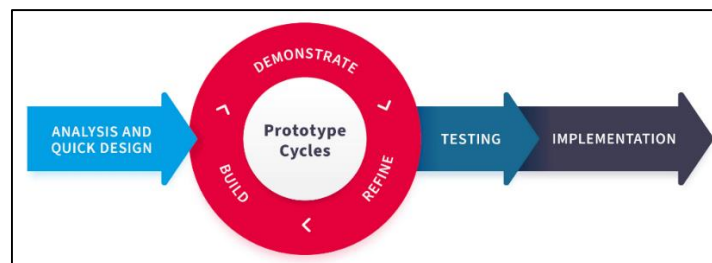 ANALYSIS AND
QUICK DESIGN
DEMONSTRATE
Prototype
Cycles
BUILD
REFINE
TESTING
IMPLEMENTATION